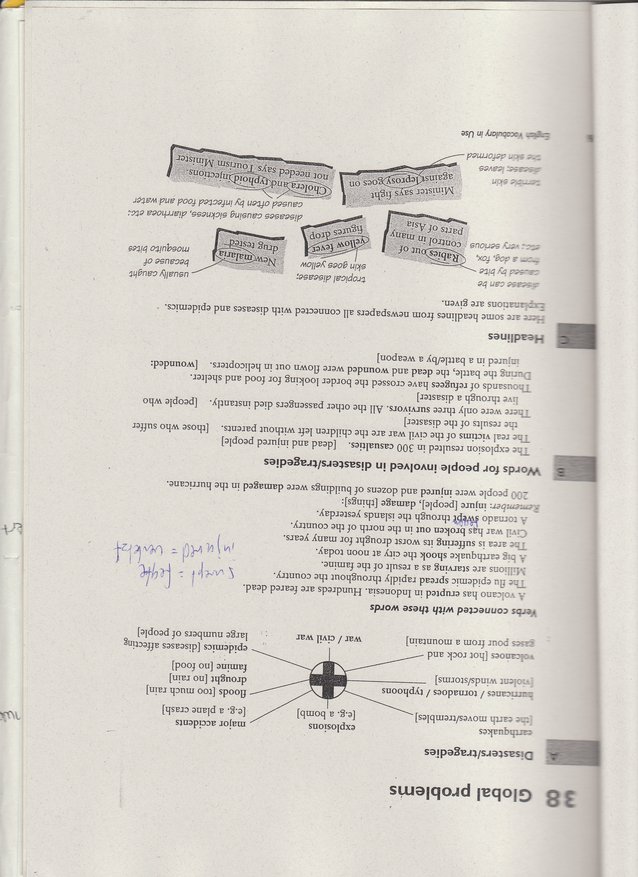 38 Global problems
A Disasters/tragedies
earthquakes
[the earth moves/trembles]
hurricanes / tornadoes / typhoons
[violent winds/storms]
volcanoes [hot rock and
gases pour from a mountain]
explosions
[e.g. a bomb]
war / civil war
major accidents
[e.g. a plane crash]
floods [too much rain]
drought [no rain]
famine [no food]
epidemics [diseases affecting
large numbers of people]
Verbs connected with these words
A volcano has erupted in Indonesia. Hundreds are feared dead.
The flu epidemic spread rapidly throughout the country.
Millions are starving as a result of the famine.
A big earthquake shook the city at noon today.
The area is suffering its worst drought for many years.
Civil war has broken out in the north of the country.
A tornado swept through the islands yesterday.
Remember: injure [people], damage [things]:
200 people were injured and dozens of buildings were damaged in the hurricane.
swept = fegte
injured = verletzt
fegen
B Words for people involved in disasters/tragedies
The explosion resulted in 300 casualties. [dead and injured people]
The real victims of the civil war are the children left without parents. [those who suffer
the results of the disaster]
There were only three survivors. All the other passengers died instantly. [people who
live through a disaster]
Thousands of refugees have crossed the border looking for food and shelter.
During the battle, the dead and wounded were flown out in helicopters. [wounded:
injured in a battle/by a weapon]
C Headlines
Here are some headlines from newspapers all connected with diseases and epidemics.
Explanations are given.
disease can be
caused by bite
from a dog, fox,
etc.; very serious
Rabies out of
control in many
parts of Asia
tropical disease;
skin goes yellow
Yellow fever
figures drop
New malaria
drug tested
usually caught
because of
mosquito bites
terrible skin
disease; leaves
the skin deformed
Minister says fight
against leprosy goes
diseases causing sickness, diarrhoea etc:
caused often by infected food and water
Cholera and typhoid injections
not needed says Tourism Minister
English Vocabulary in Use